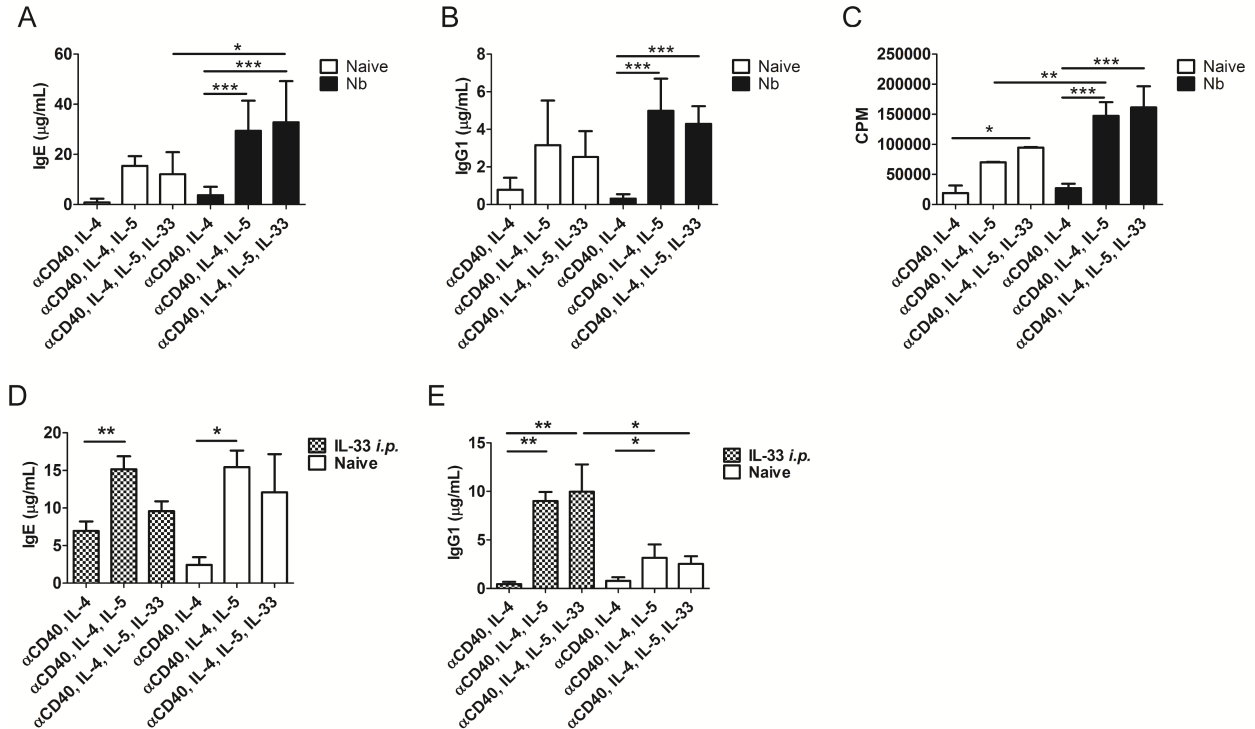 A
IgE (μg/mL)
60
40
20
0
*
***
***
Naive
Nb
αCD40, IL-4
αCD40, IL-4, IL-5
αCD40, IL-4, IL-5, IL-33
αCD40, IL-4
αCD40, IL-4, IL-5
αCD40, IL-4, IL-5, IL-33
B
IgG1 (μg/mL)
8
6
4
2
0
***
***
Naive
Nb
αCD40, IL-4
αCD40, IL-4, IL-5
αCD40, IL-4, IL-5, IL-33
αCD40, IL-4
αCD40, IL-4, IL-5
αCD40, IL-4, IL-5, IL-33
C
CPM
250000
200000
150000
100000
50000
0
***
**
***
*
Naive
Nb
αCD40, IL-4
αCD40, IL-4, IL-5
αCD40, IL-4, IL-5, IL-33
αCD40, IL-4
αCD40, IL-4, IL-5
αCD40, IL-4, IL-5, IL-33
D
IgE (μg/mL)
20
15
10
5
0
**
*
IL-33 i.p.
Naive
αCD40, IL-4
αCD40, IL-4, IL-5
αCD40, IL-4, IL-5, IL-33
αCD40, IL-4
αCD40, IL-4, IL-5
αCD40, IL-4, IL-5, IL-33
E
IgG1 (μg/mL)
15
10
5
0
**
*
**
*
IL-33 i.p.
Naive
αCD40, IL-4
αCD40, IL-4, IL-5
αCD40, IL-4, IL-5, IL-33
αCD40, IL-4
αCD40, IL-4, IL-5
αCD40, IL-4, IL-5, IL-33